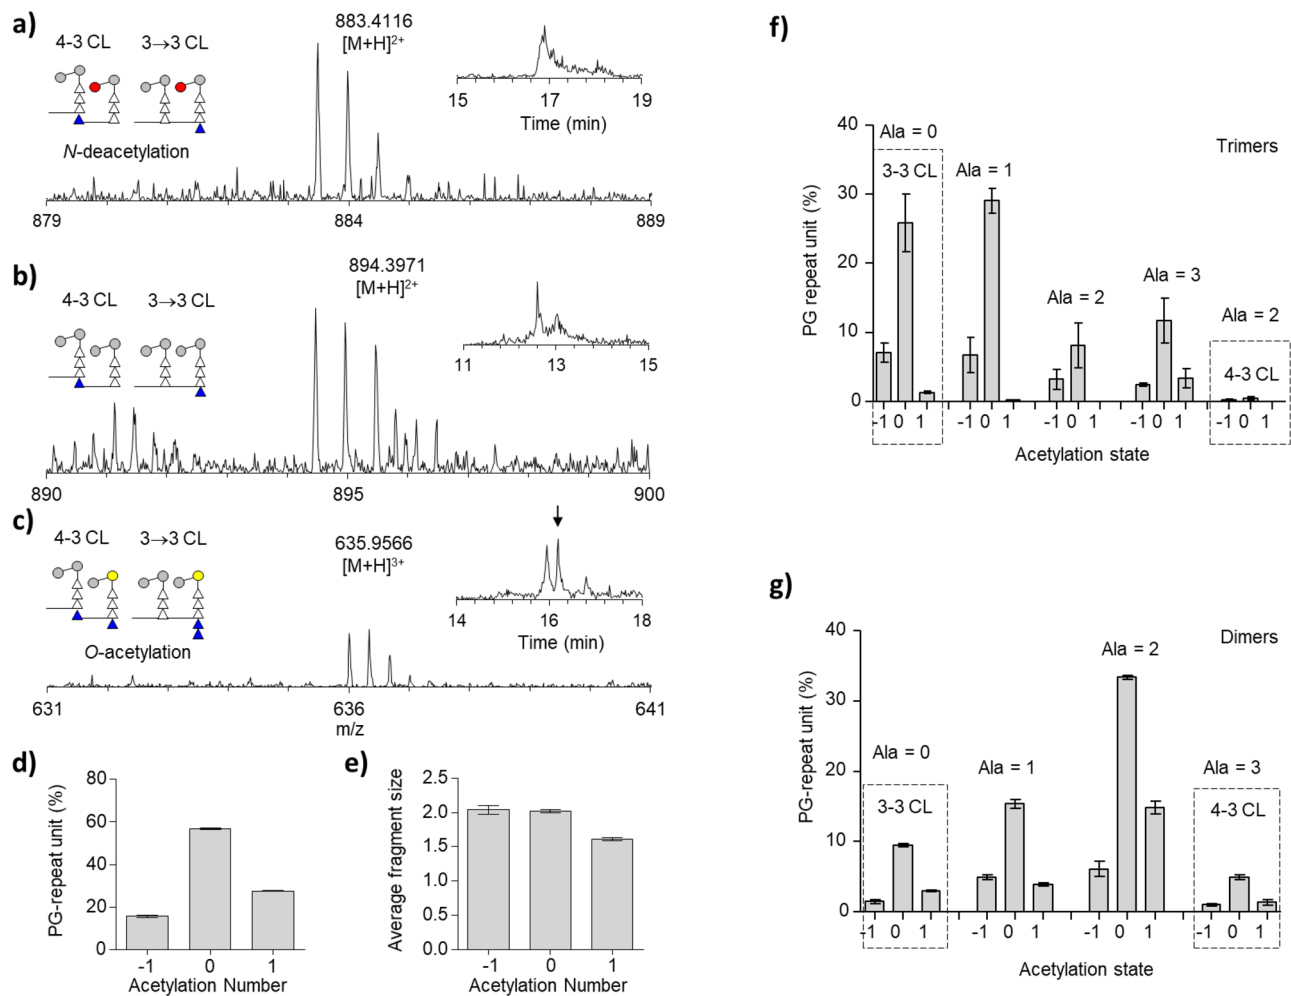 a)
4-3 CL 3→3 CL
N-deacetylation
883.4116
[M+H]²⁺
15 17 19
Time (min)
879 884 889
b)
4-3 CL 3→3 CL
894.3971
[M+H]²⁺
11 13 15
890 895 900
c)
4-3 CL 3→3 CL
O-acetylation
635.9566
[M+H]³⁺
14 16 18
Time (min)
631 636 641
m/z
d)
PG-repeat unit (%)
80
60
40
20
0
-1 0 1
Acetylation Number
e)
Average fragment size
2.5
2.0
1.5
1.0
0.5
0.0
-1 0 1
Acetylation Number
f)
Trimers
PG repeat unit (%)
40
30
20
10
0
Ala = 0
3-3 CL
Ala = 1
Ala = 2
Ala = 3
Ala = 2
4-3 CL
-1 0 1 -1 0 1 -1 0 1 -1 0 1 -1 0 1
Acetylation state
g)
Dimers
PG-repeat unit (%)
40
30
20
10
0
Ala = 0
3-3 CL
Ala = 1
Ala = 2
Ala = 3
4-3 CL
-1 0 1 -1 0 1 -1 0 1 -1 0 1
Acetylation state